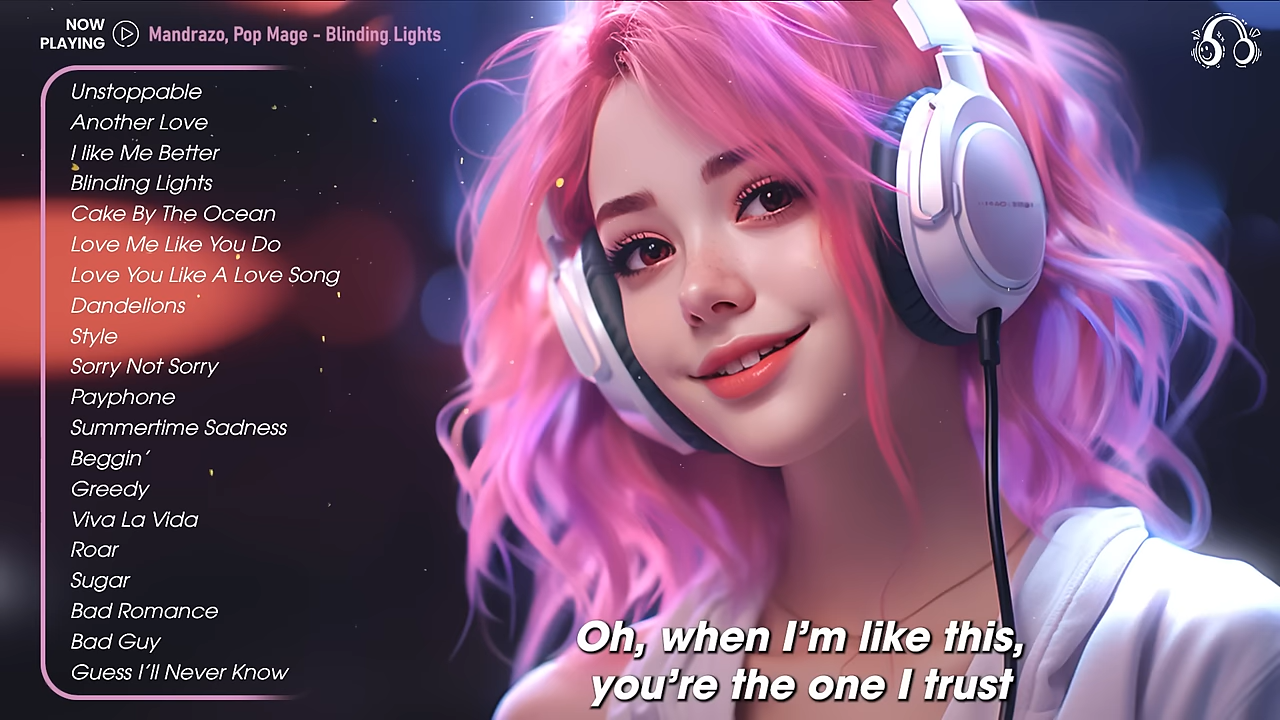 NOW
PLAYING
Mandrazo, Pop Mage - Blinding Lights
Unstoppable
Another Love
I like Me Better
Blinding Lights
Cake By The Ocean
Love Me Like You Do
Love You Like A Love Song
Dandelions
Style
Sorry Not Sorry
Payphone
Summertime Sadness
Beggin’
Greedy
Viva La Vida
Roar
Sugar
Bad Romance
Bad Guy
Guess I’ll Never Know
Oh, when I’m like this,
you’re the one I trust